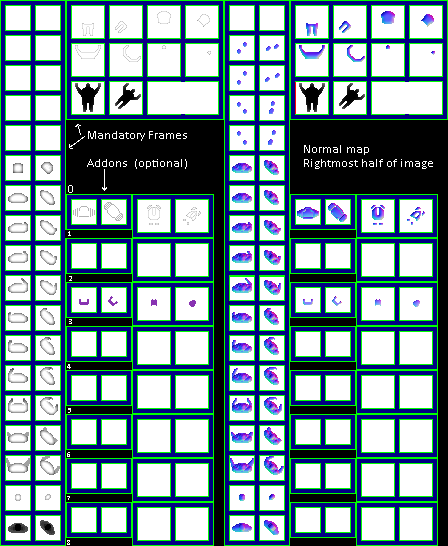 Mandatory Frames
Addons (optional)
Normal map
Rightmost half of image
0
1
2
3
4
5
6
7
8